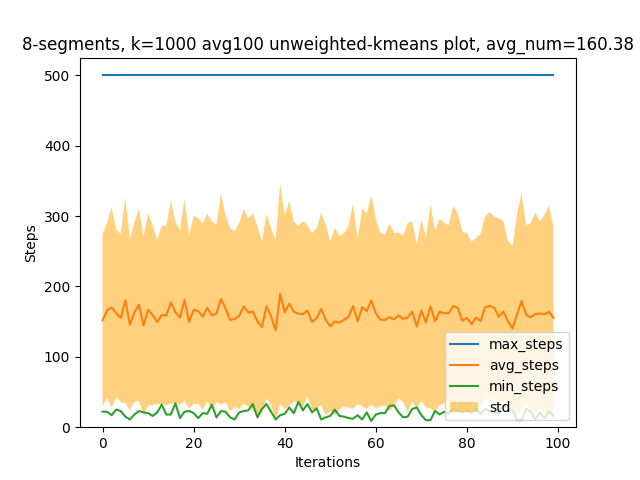 8-segments, k=1000 avg100 unweighted-kmeans plot, avg_num=160.38
500
400
300
200
100
0
Steps
0
20
40
60
80
100
Iterations
max_steps
avg_steps
min_steps
std